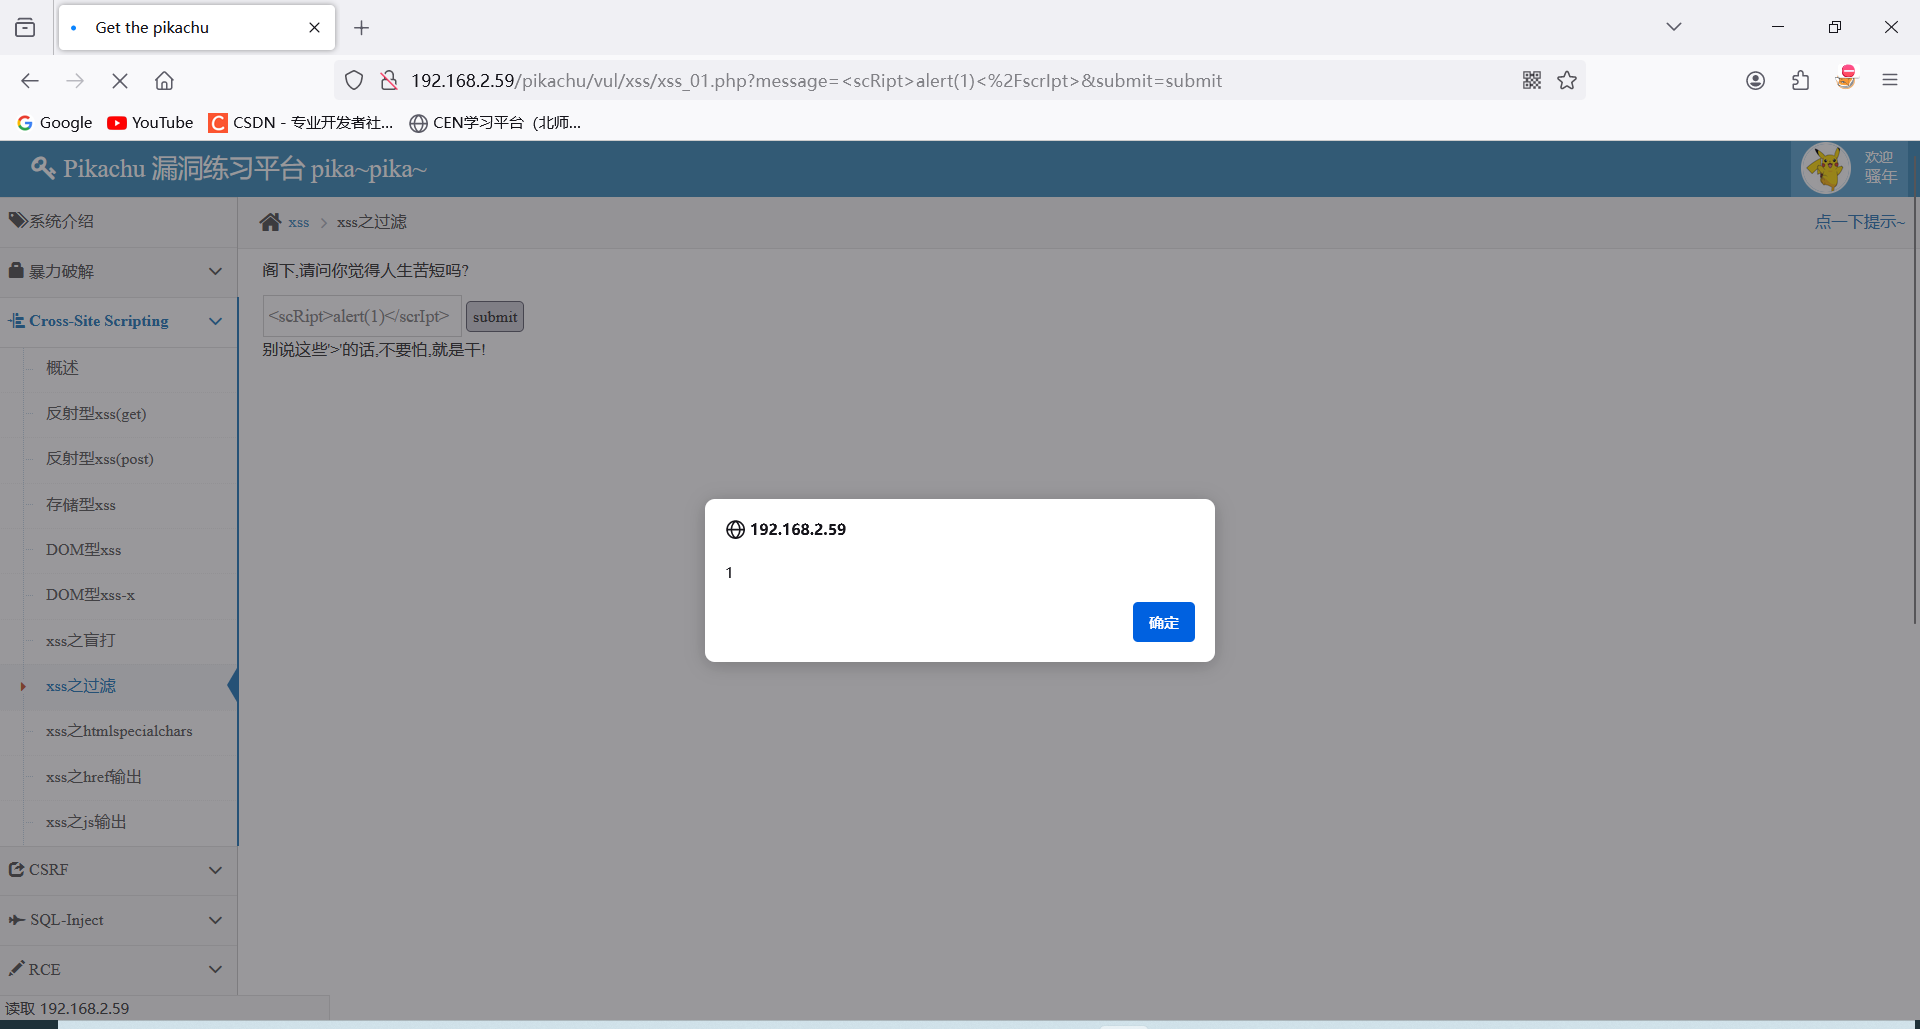 Get the pikachu
192.168.2.59/pikachu/vul/xss/xss_01.php?message=<scRipt>alert(1)<%2FscrIpt>&submit=submit
Google YouTube CSDN - 专业开发者社... CEN学习平台（北师...
Pikachu 漏洞练习平台 pika~pika~
欢迎
骚年
系统介绍
xss > xss之过滤
点一下提示~
暴力破解
阁下,请问你觉得人生苦短吗?
<scRipt>alert(1)</scrIpt> submit
Cross-Site Scripting
别说这些'>'的话,不要怕,就是干!
概述
反射型xss(get)
反射型xss(post)
存储型xss
DOM型xss
DOM型xss-x
xss之盲打
xss之过滤
xss之htmlspecialchars
xss之href输出
xss之js输出
CSRF
SQL-Inject
RCE
192.168.2.59
1
确定
读取 192.168.2.59